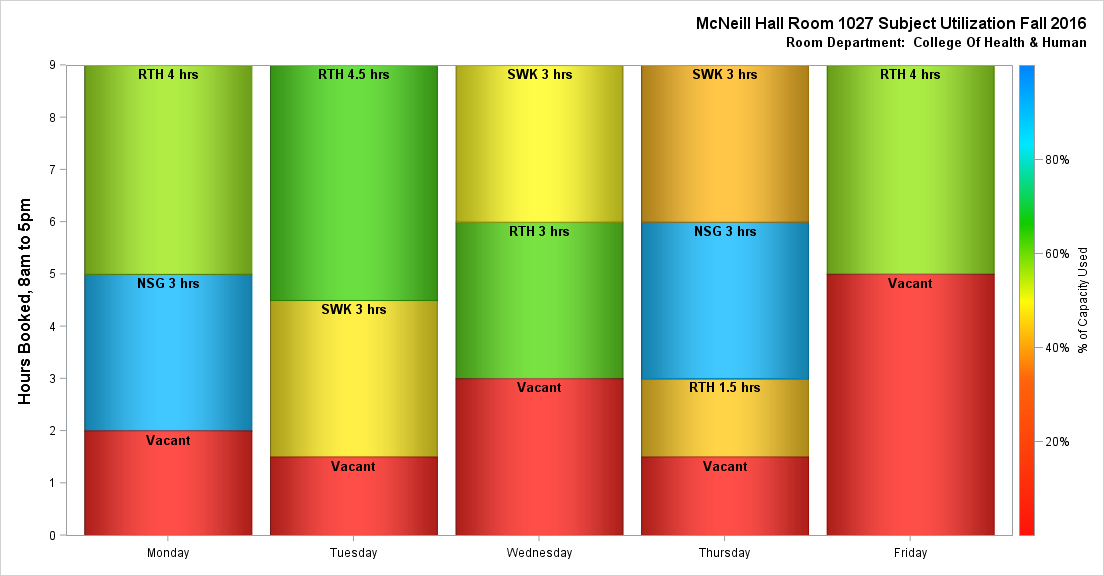 McNeill Hall Room 1027 Subject Utilization Fall 2016
Room Department: College Of Health & Human
Hours Booked, 8am to 5pm
9
8
7
6
5
4
3
2
1
0
RTH 4 hrs
NSG 3 hrs
Vacant
RTH 4.5 hrs
SWK 3 hrs
Vacant
SWK 3 hrs
RTH 3 hrs
Vacant
SWK 3 hrs
NSG 3 hrs
RTH 1.5 hrs
Vacant
RTH 4 hrs
Vacant
Monday
Tuesday
Wednesday
Thursday
Friday
80%
60%
40%
20%
% of Capacity Used